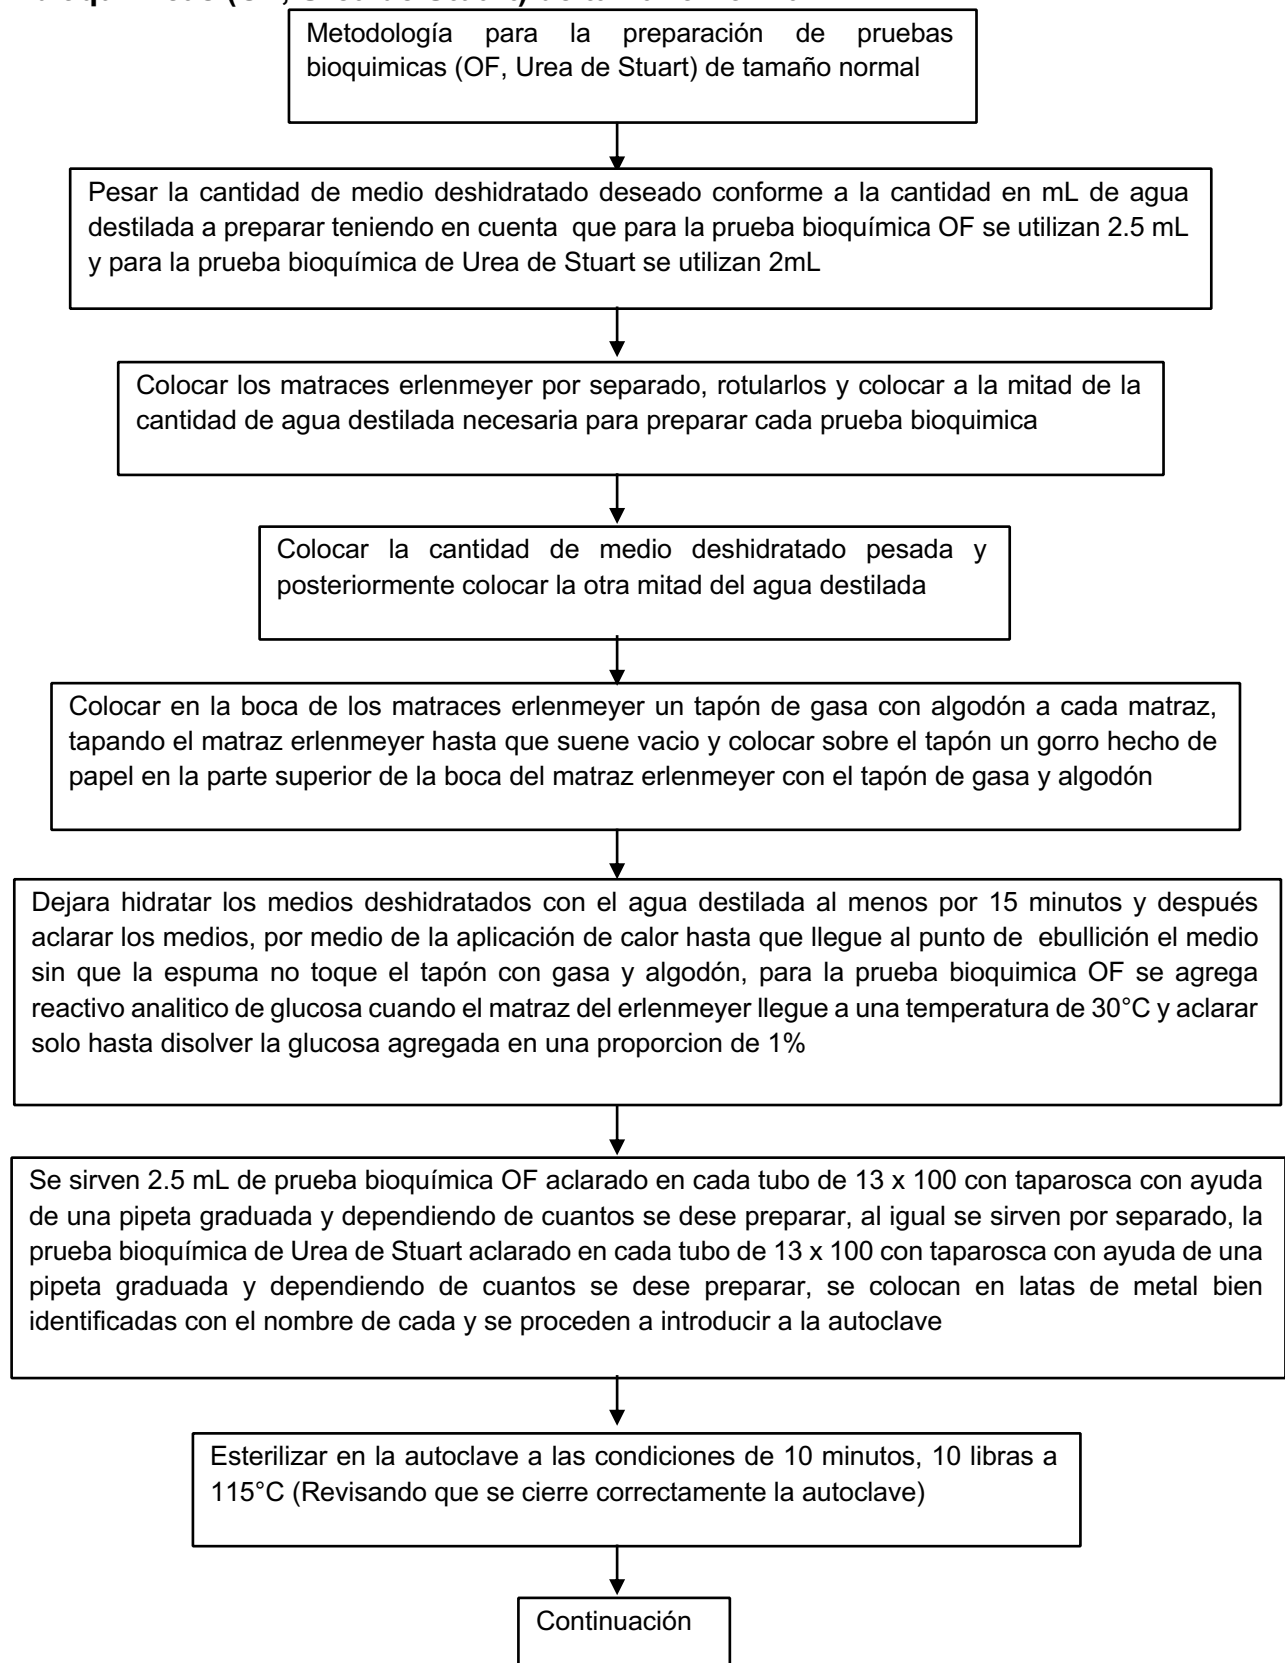 Metodología para la preparación de pruebas
bioquimicas (OF, Urea de Stuart) de tamaño normal
Pesar la cantidad de medio deshidratado deseado conforme a la cantidad en mL de agua
destilada a preparar teniendo en cuenta que para la prueba bioquímica OF se utilizan 2.5 mL
y para la prueba bioquímica de Urea de Stuart se utilizan 2mL
Colocar los matraces erlenmeyer por separado, rotularlos y colocar a la mitad de la
cantidad de agua destilada necesaria para preparar cada prueba bioquimica
Colocar la cantidad de medio deshidratado pesada y
posteriormente colocar la otra mitad del agua destilada
Colocar en la boca de los matraces erlenmeyer un tapón de gasa con algodón a cada matraz,
tapando el matraz erlenmeyer hasta que suene vacio y colocar sobre el tapón un gorro hecho de
papel en la parte superior de la boca del matraz erlenmeyer con el tapón de gasa y algodón
Dejara hidratar los medios deshidratados con el agua destilada al menos por 15 minutos y después
aclarar los medios, por medio de la aplicación de calor hasta que llegue al punto de ebullición el medio
sin que la espuma no toque el tapón con gasa y algodón, para la prueba bioquimica OF se agrega
reactivo analitico de glucosa cuando el matraz del erlenmeyer llegue a una temperatura de 30°C y aclarar
solo hasta disolver la glucosa agregada en una proporcion de 1%
Se sirven 2.5 mL de prueba bioquímica OF aclarado en cada tubo de 13 x 100 con taparosca con ayuda
de una pipeta graduada y dependiendo de cuantos se dese preparar, al igual se sirven por separado, la
prueba bioquímica de Urea de Stuart aclarado en cada tubo de 13 x 100 con taparosca con ayuda de una
pipeta graduada y dependiendo de cuantos se dese preparar, se colocan en latas de metal bien
identificadas con el nombre de cada y se proceden a introducir a la autoclave
Esterilizar en la autoclave a las condiciones de 10 minutos, 10 libras a
115°C (Revisando que se cierre correctamente la autoclave)
Continuación